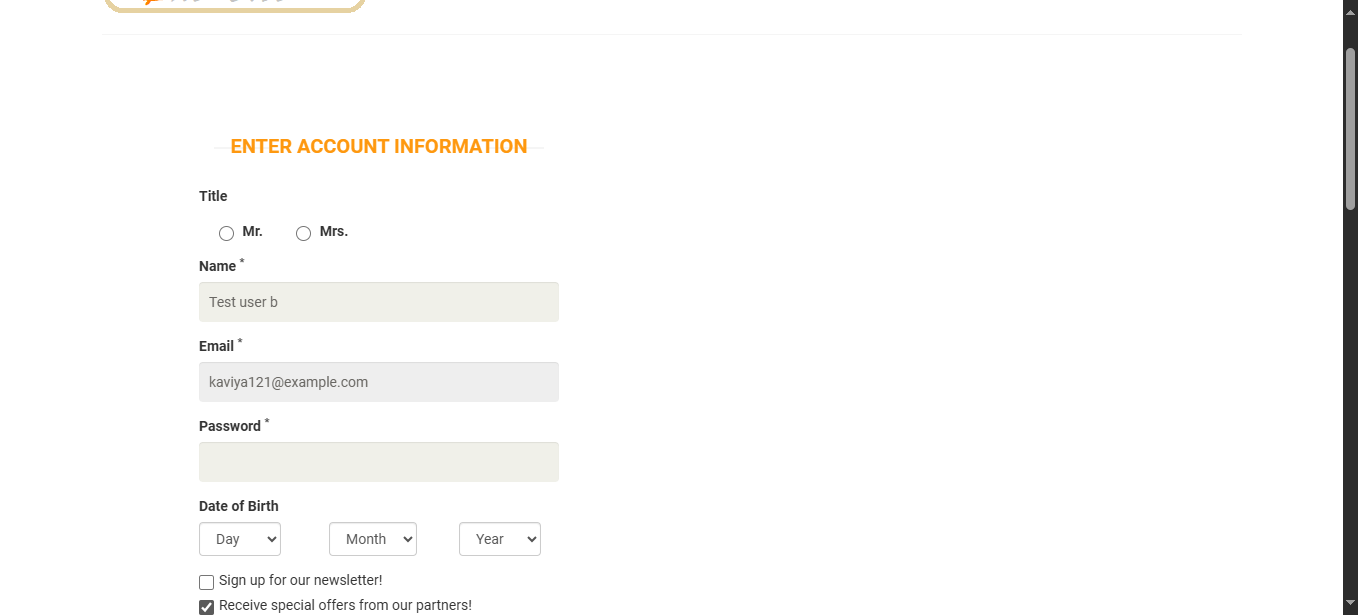 ENTER ACCOUNT INFORMATION
Title
Mr. Mrs.
Name *
Test user b
Email *
kaviya121@example.com
Password *
Date of Birth
Day Month Year
Sign up for our newsletter!
Receive special offers from our partners!